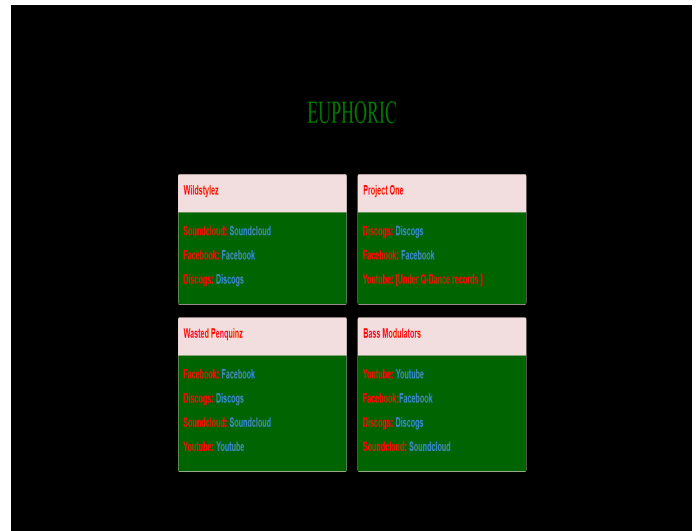 EUPHORIC
Wildstylez
Soundcloud: Soundcloud
Facebook: Facebook
Discogs: Discogs
Project One
Discogs: Discogs
Facebook: Facebook
Youtube: [Under Q-Dance records ]
Wasted Penquinz
Facebook: Facebook
Discogs: Discogs
Soundcloud: Soundcloud
Youtube: Youtube
Bass Modulators
Youtube: Youtube
Facebook:Facebook
Discogs: Discogs
Soundcloud: Soundcloud